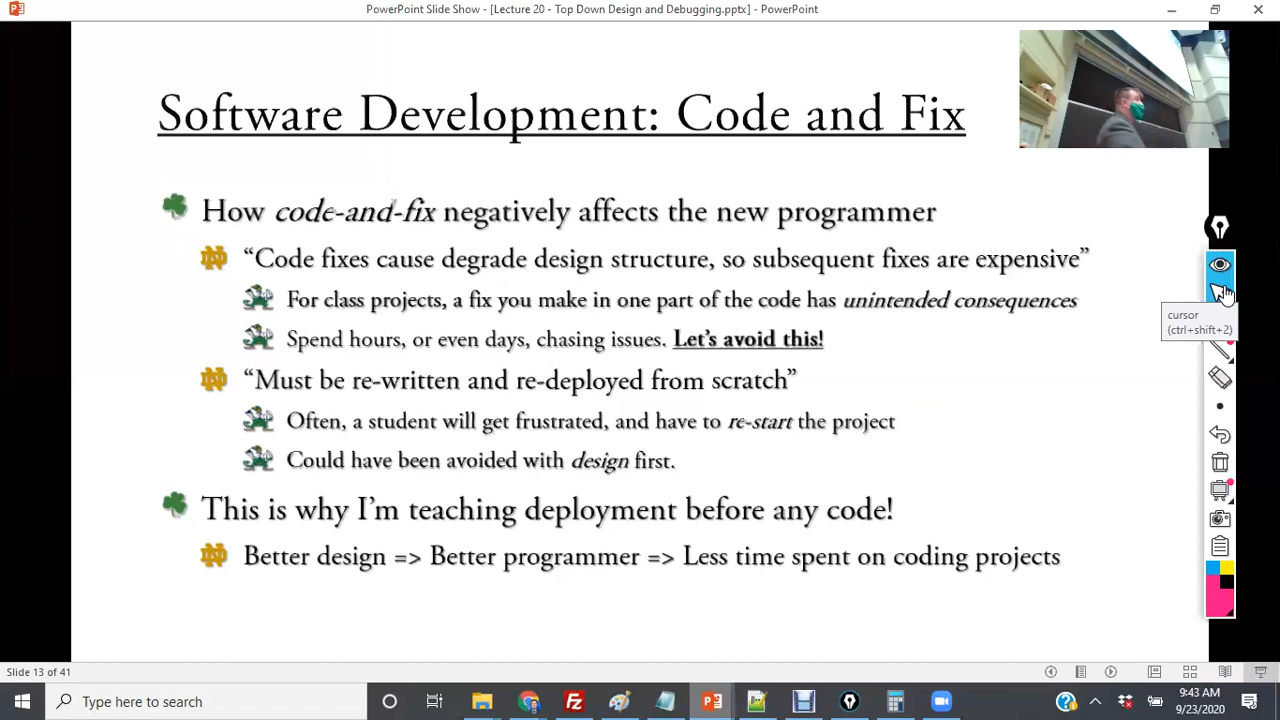 PowerPoint Slide Show - [Lecture 20 - Top Down Design and Debugging.pptx] - PowerPoint
Software Development: Code and Fix
How code-and-fix negatively affects the new programmer
“Code fixes cause degrade design structure, so subsequent fixes are expensive”
For class projects, a fix you make in one part of the code has unintended consequences
Spend hours, or even days, chasing issues. Let’s avoid this!
“Must be re-written and re-deployed from scratch”
Often, a student will get frustrated, and have to re-start the project
Could have been avoided with design first.
This is why I’m teaching deployment before any code!
Better design => Better programmer => Less time spent on coding projects
cursor
(ctrl+shift+2)
Slide 13 of 41
Type here to search
9:43 AM
9/23/2020